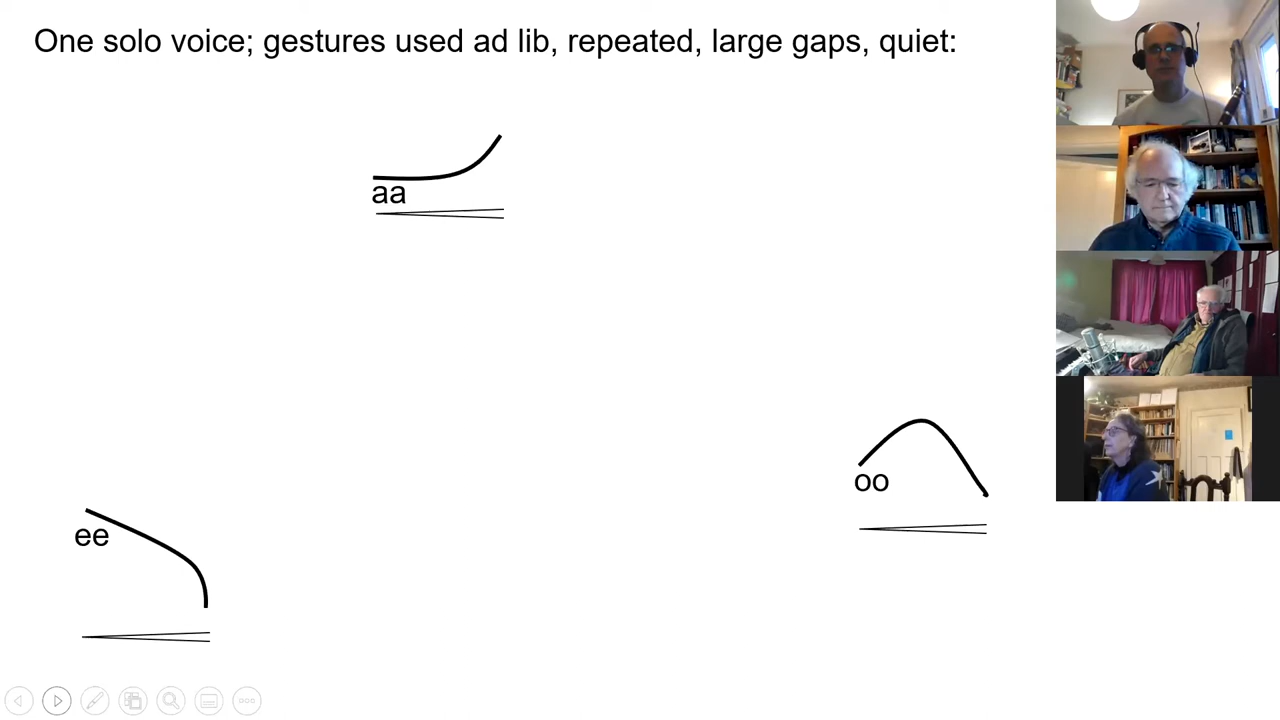 One solo voice; gestures used ad lib, repeated, large gaps, quiet:
aa
oo
ee